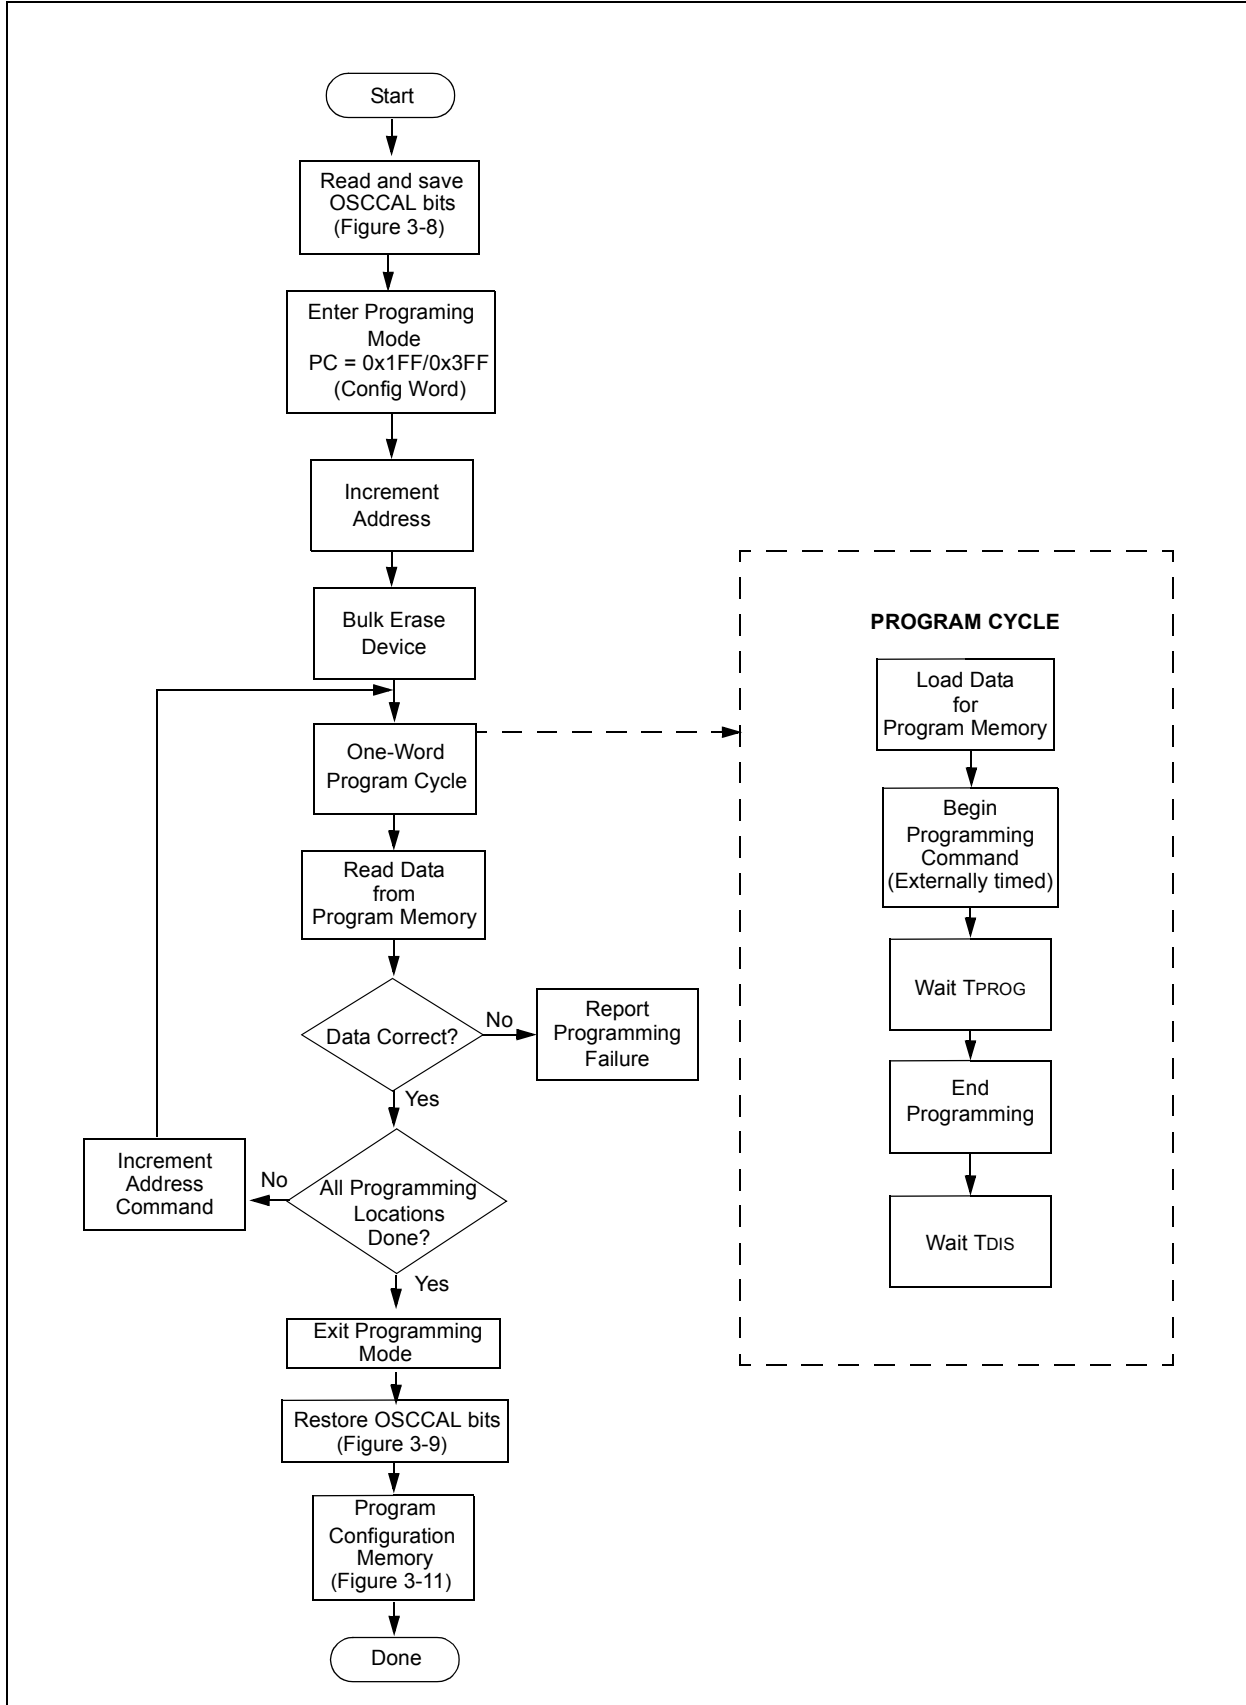 Start
Read and save
OSCCAL bits
(Figure 3-8)
Enter Programing
Mode
PC = 0x1FF/0x3FF
(Config Word)
Increment
Address
Bulk Erase
Device
One-Word
Program Cycle
Read Data
from
Program Memory
Data Correct?
No
Report
Programming
Failure
Yes
All Programming
Locations
Done?
No
Increment
Address
Command
Yes
Exit Programming
Mode
Restore OSCCAL bits
(Figure 3-9)
Program
Configuration
Memory
(Figure 3-11)
Done
PROGRAM CYCLE
Load Data
for
Program Memory
Begin
Programming
Command
(Externally timed)
Wait TPROG
End
Programming
Wait TDIS